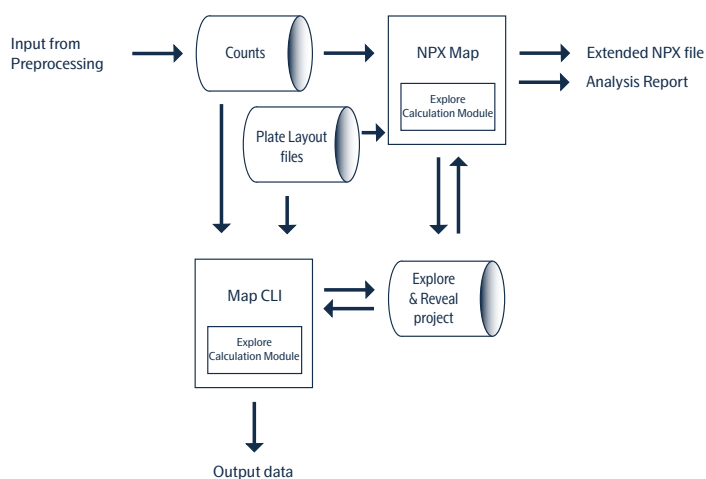 Input from
Preprocessing
Counts
NPX Map
Explore
Calculation Module
Extended NPX file
Analysis Report
Plate Layout
files
Map CLI
Explore
Calculation Module
Explore
& Reveal
project
Output data